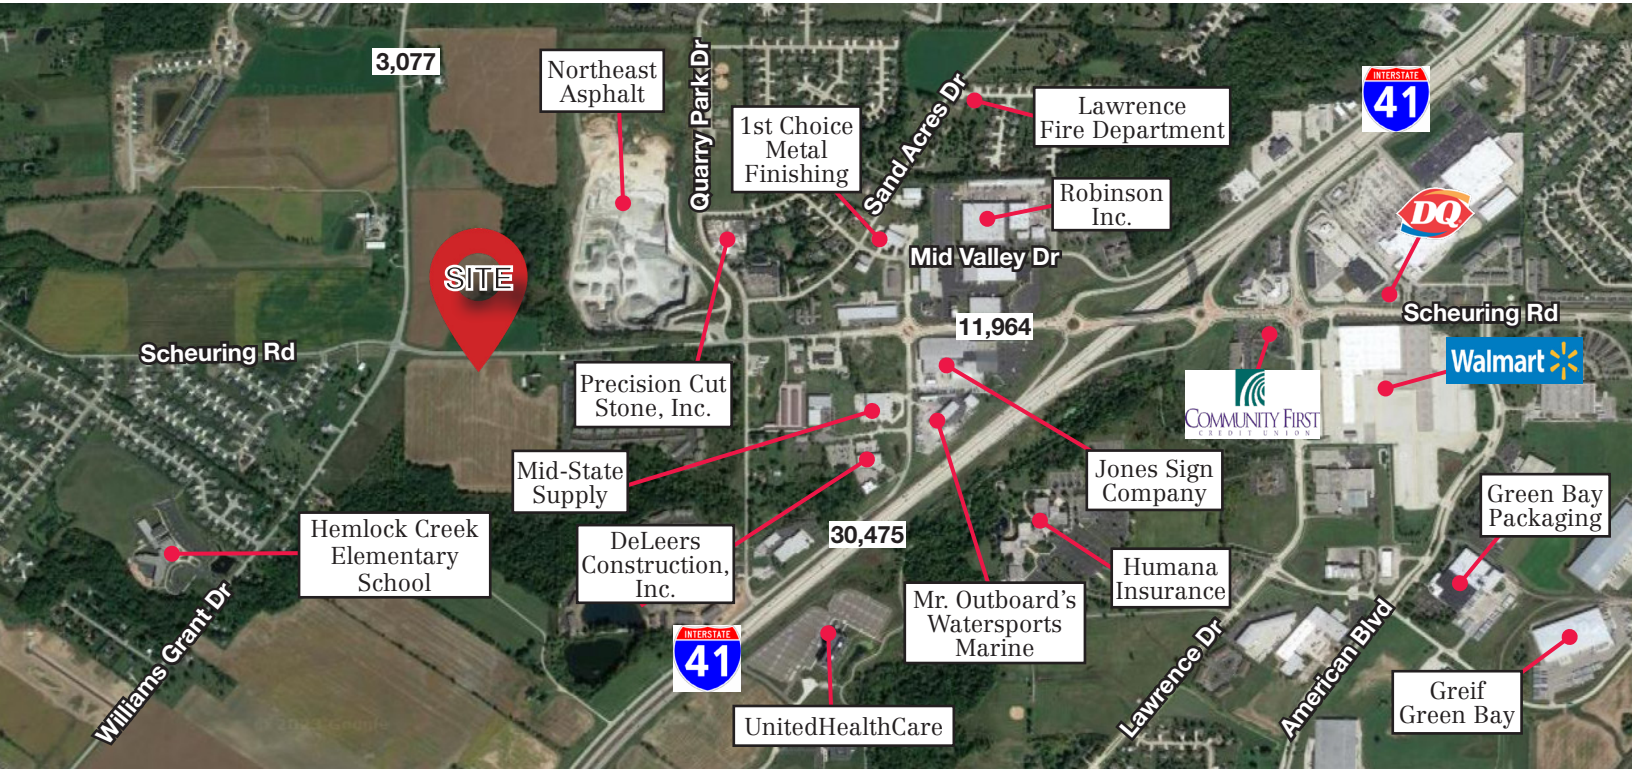 3,077
Northeast
Asphalt
Quarry Park Dr
1st Choice
Metal
Finishing
Sand Acres Dr
Lawrence
Fire Department
INTERSTATE
41
Robinson
Inc.
DQ
Mid Valley Dr
SITE
11,964
Scheuring Rd
Scheuring Rd
Walmart
Precision Cut
Stone, Inc.
COMMUNITY FIRST
CREDIT UNION
Mid-State
Supply
Jones Sign
Company
Green Bay
Packaging
Hemlock Creek
Elementary
School
DeLeers
Construction,
Inc.
30,475
Humana
Insurance
Mr. Outboard's
Watersports
Marine
Williams Grant Dr
INTERSTATE
41
Lawrence Dr
American Blvd
Greif
Green Bay
UnitedHealthCare